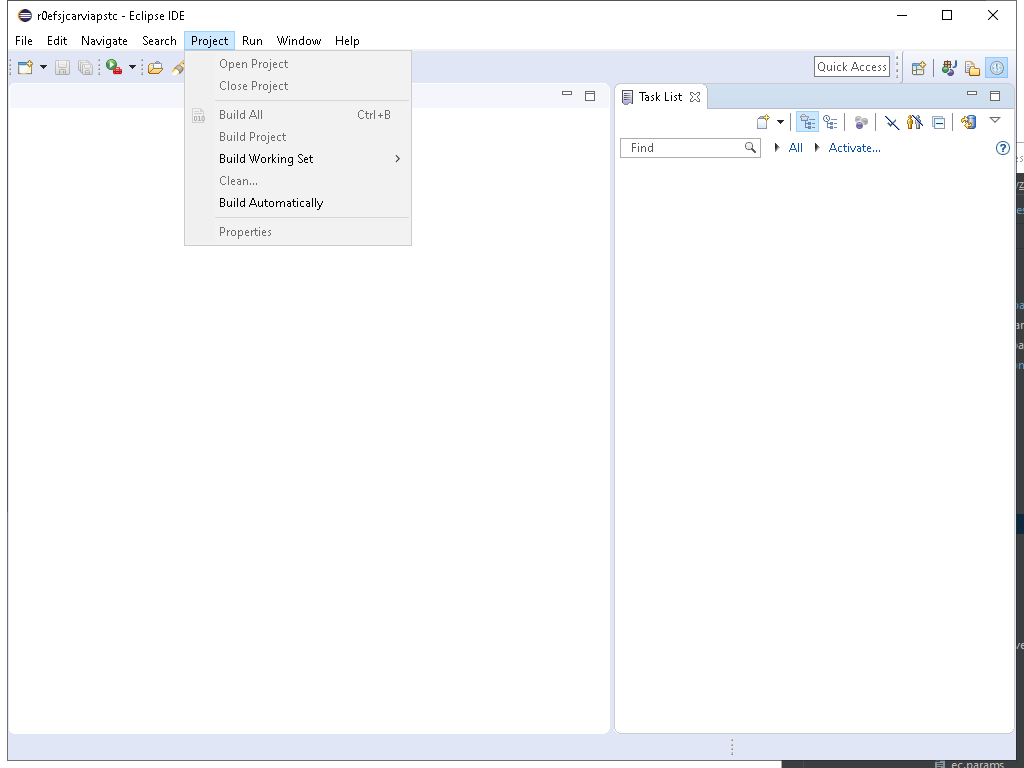 r0efsjcarviapstc - Eclipse IDE
File Edit Navigate Search Project Run Window Help
Open Project
Close Project
Build All Ctrl+B
Build Project
Build Working Set
Clean...
Build Automatically
Properties
Quick Access
Task List
Find All Activate...
ec.params